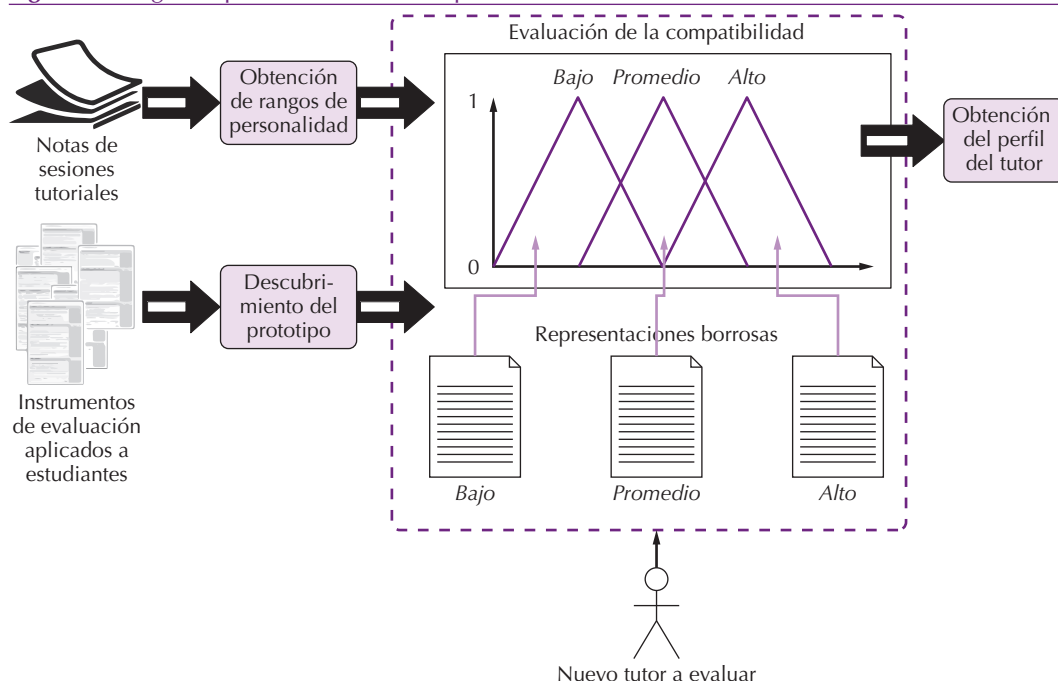 Evaluación de la compatibilidad
Bajo
Promedio
Alto
1
0
Notas de
sesiones
tutoriales
Obtención
de rangos de
personalidad
Obtención
del perfil
del tutor
Instrumentos
de evaluación
aplicados a
estudiantes
Descubri-
miento del
prototipo
Representaciones borrosas
Bajo
Promedio
Alto
Nuevo tutor a evaluar